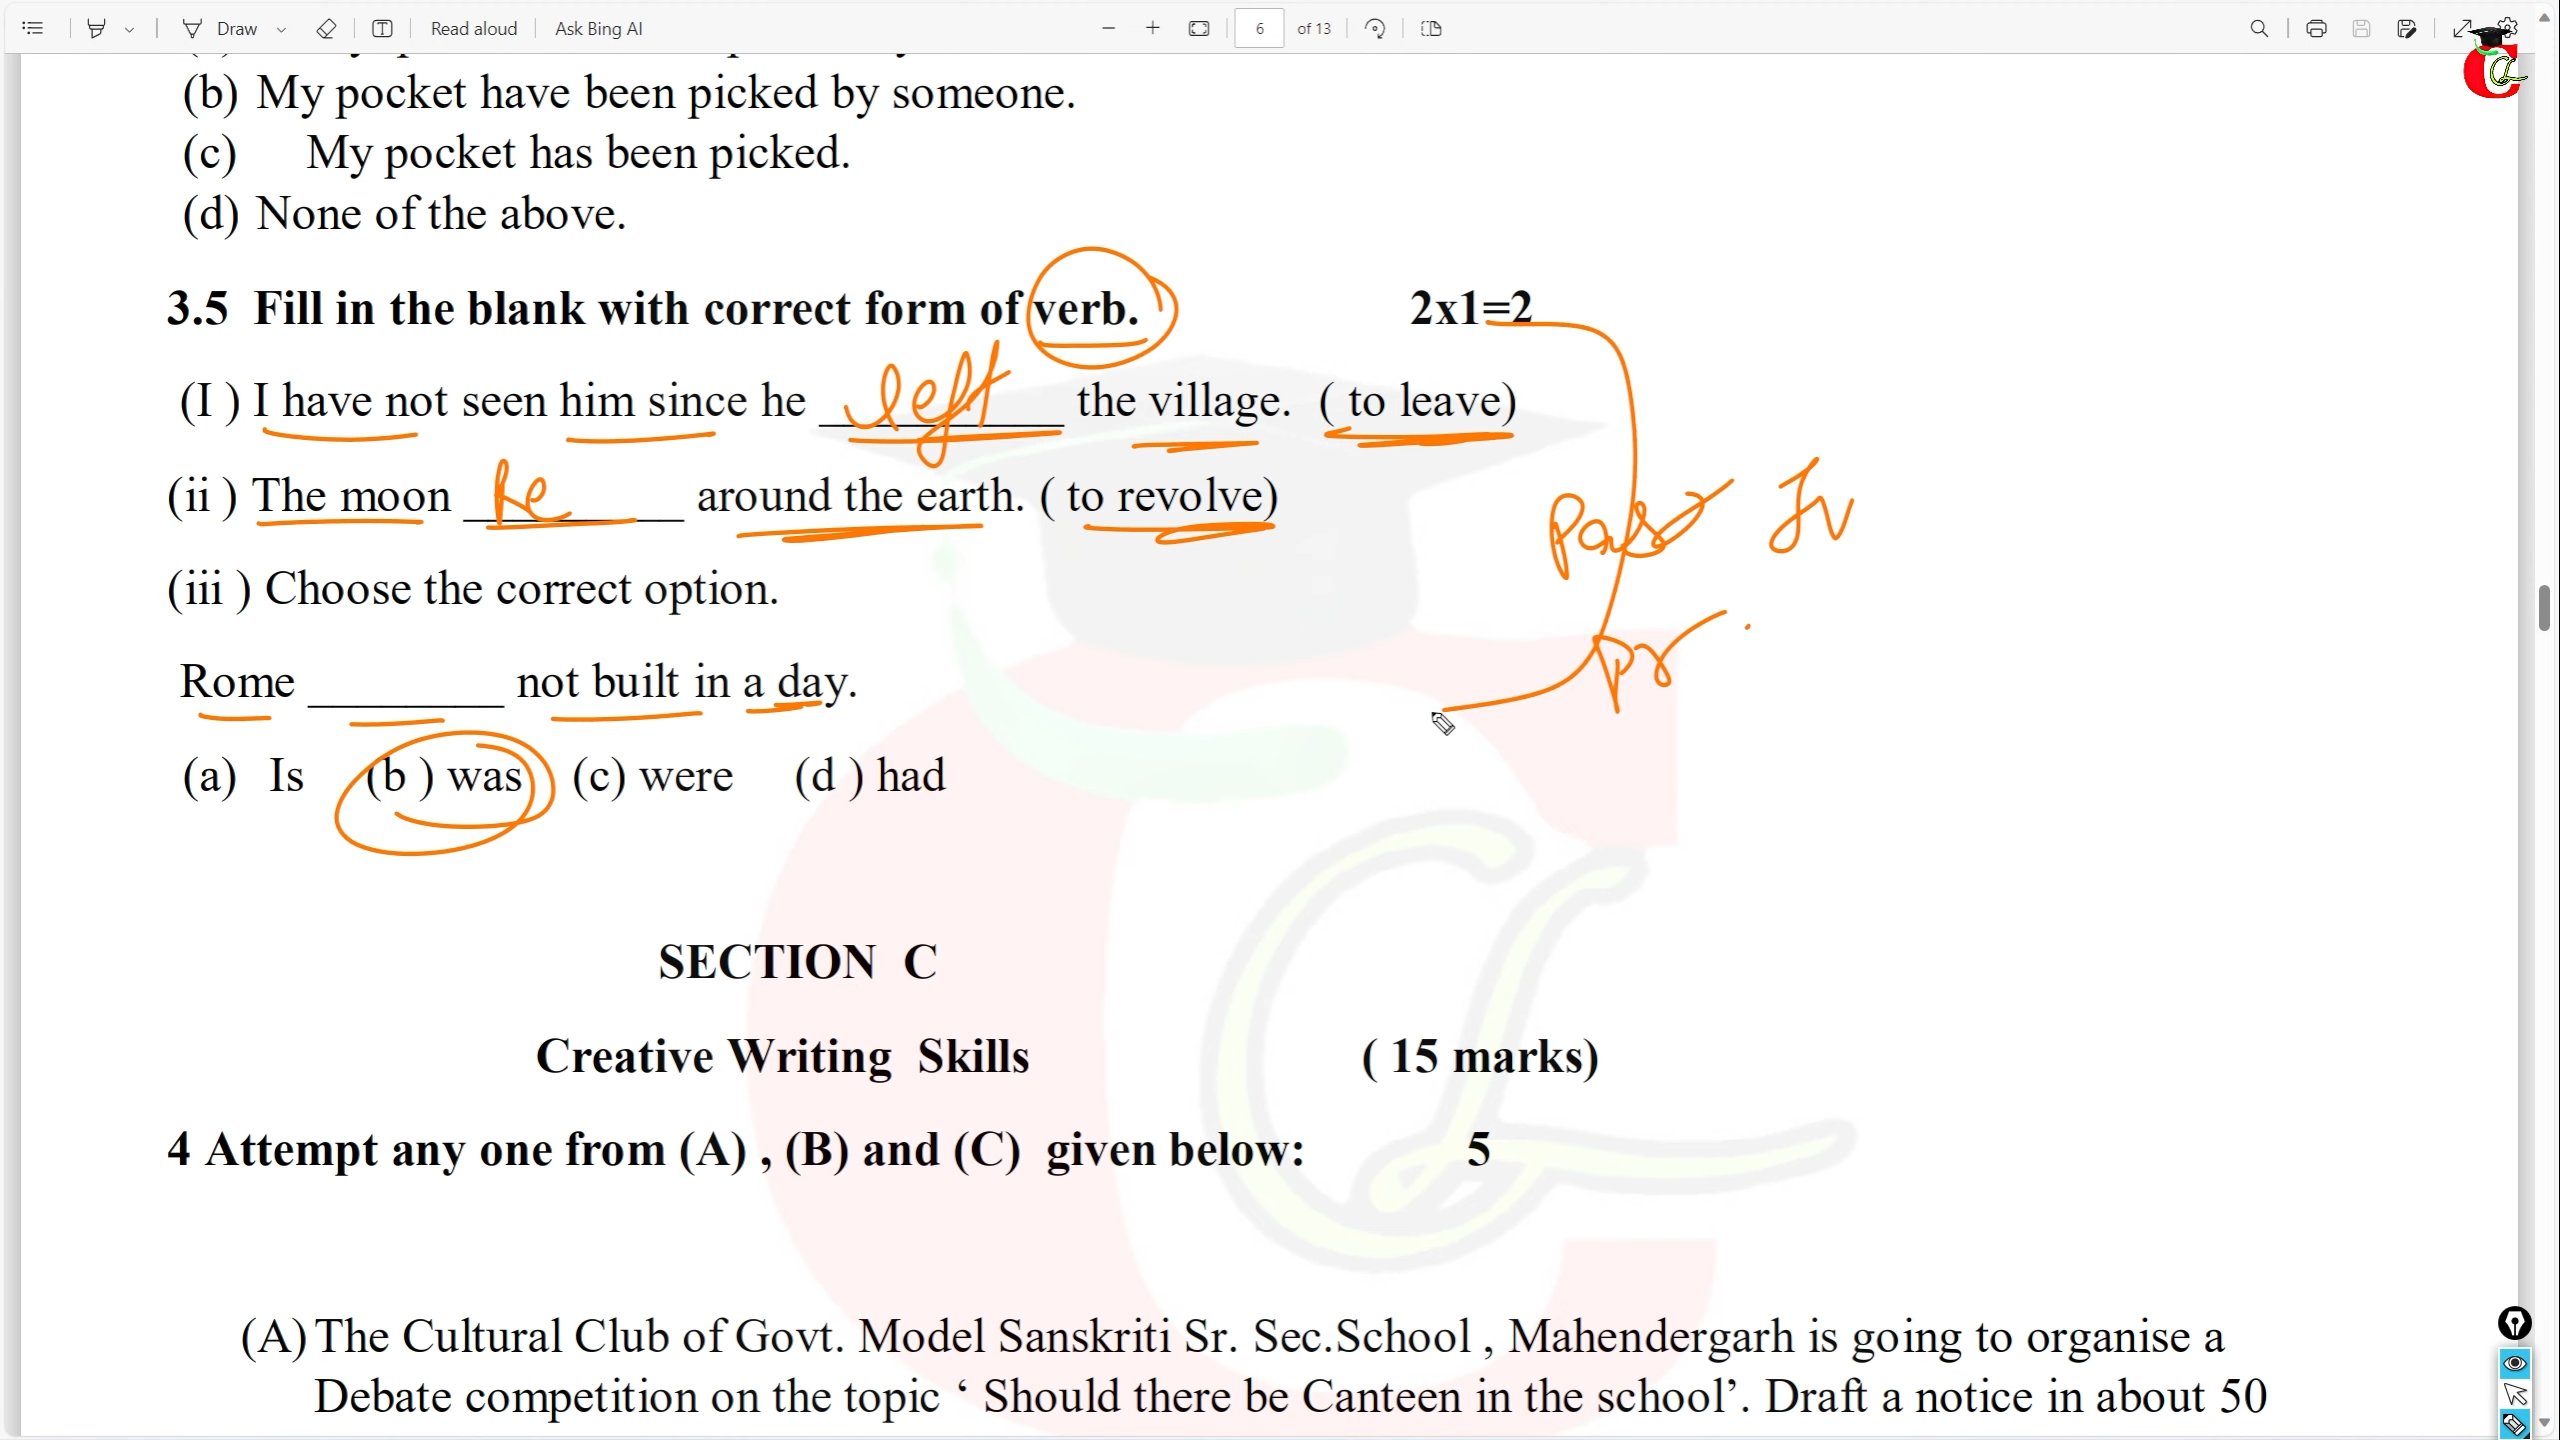 Draw Read aloud Ask Bing AI 6 of 13
(b) My pocket have been picked by someone.
(c) My pocket has been picked.
(d) None of the above.
3.5 Fill in the blank with correct form of verb. 2x1=2
(I ) I have not seen him since he left the village. ( to leave)
(ii ) The moon Re around the earth. ( to revolve)
(iii ) Choose the correct option.
Rome ________ not built in a day.
(a) Is (b ) was (c) were (d ) had
SECTION C
Creative Writing Skills ( 15 marks)
4 Attempt any one from (A) , (B) and (C) given below: 5
(A) The Cultural Club of Govt. Model Sanskriti Sr. Sec.School , Mahendergarh is going to organise a
Debate competition on the topic ‘ Should there be Canteen in the school’. Draft a notice in about 50